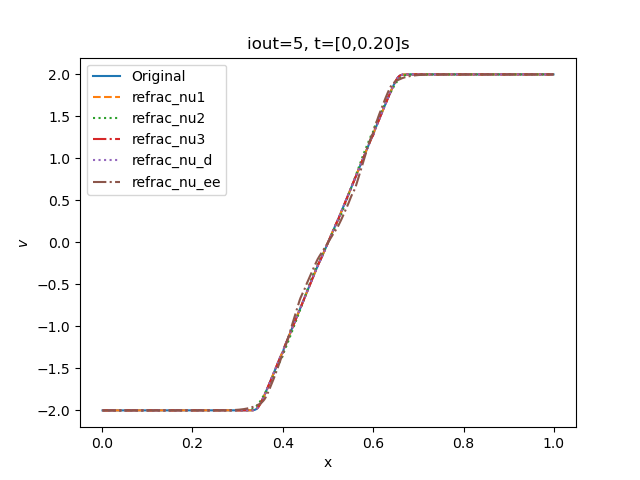 iout=5, t=[0,0.20]s
Original
refrac_nu1
refrac_nu2
refrac_nu3
refrac_nu_d
refrac_nu_ee
2.0
1.5
1.0
0.5
0.0
−0.5
−1.0
−1.5
−2.0
v
0.0 0.2 0.4 0.6 0.8 1.0
x